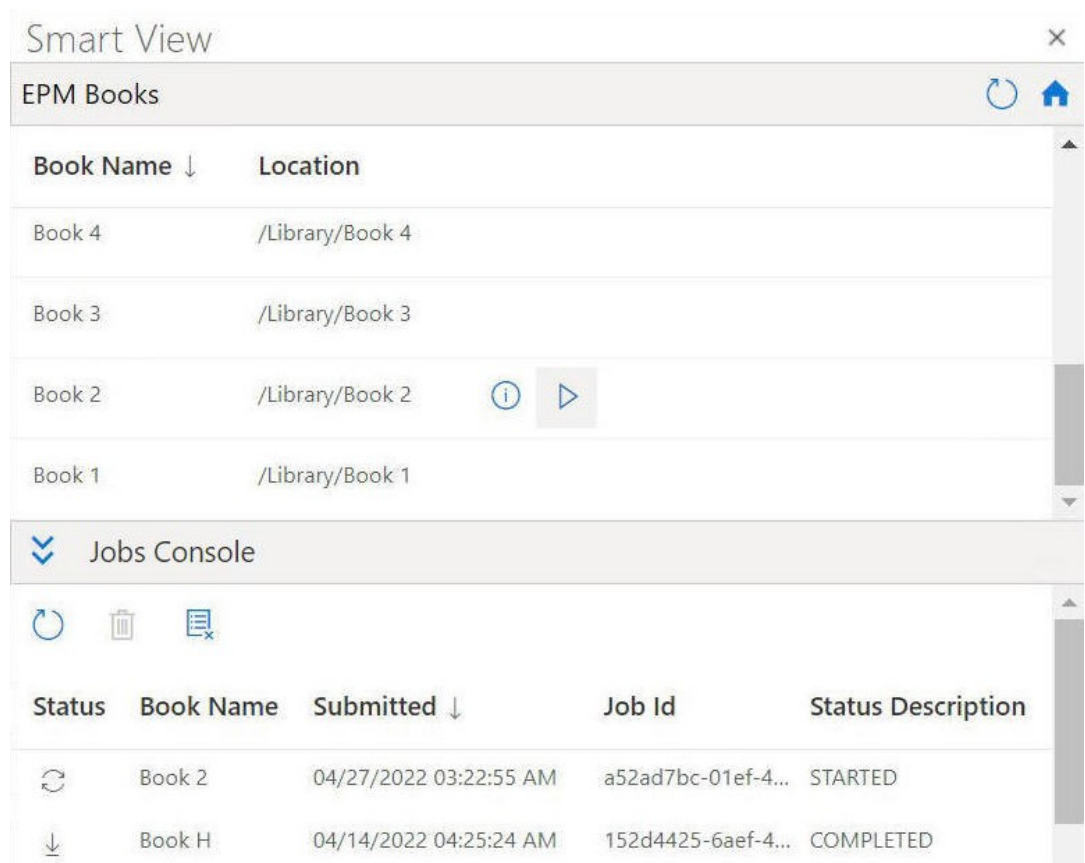 Smart View
EPM Books
Book Name ↓ Location
Book 4 /Library/Book 4
Book 3 /Library/Book 3
Book 2 /Library/Book 2
Book 1 /Library/Book 1
Jobs Console
Status Book Name Submitted ↓ Job Id Status Description
Book 2 04/27/2022 03:22:55 AM a52ad7bc-01ef-4... STARTED
Book H 04/14/2022 04:25:24 AM 152d4425-6aef-4... COMPLETED